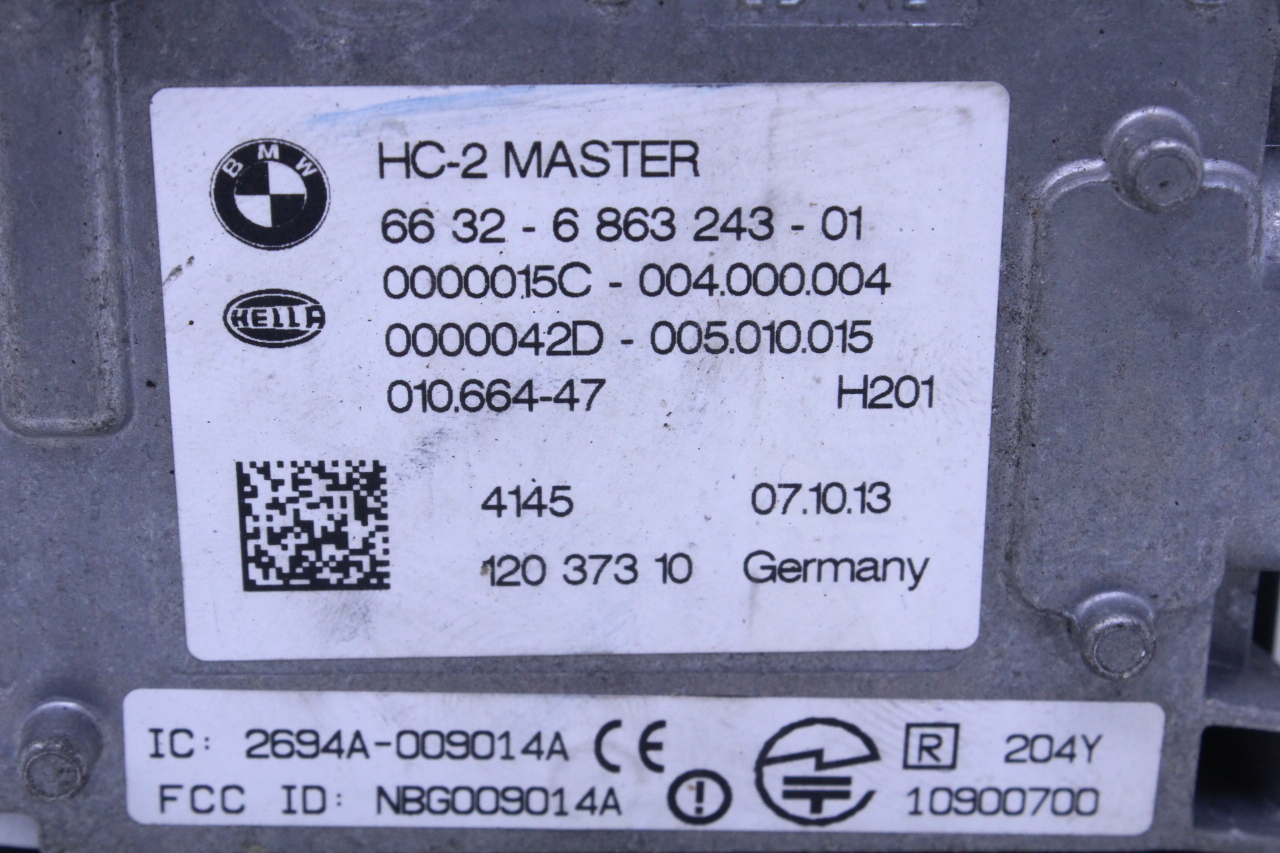 BMW
HC-2 MASTER
66 32 - 6 863 243 - 01
0000015C - 004.000.004
HELLA
0000042D - 005.010.015
010.664-47 H201
4145 07.10.13
120 373 10 Germany
IC: 2694A-009014A CE R 204Y
FCC ID: NBG009014A 10900700